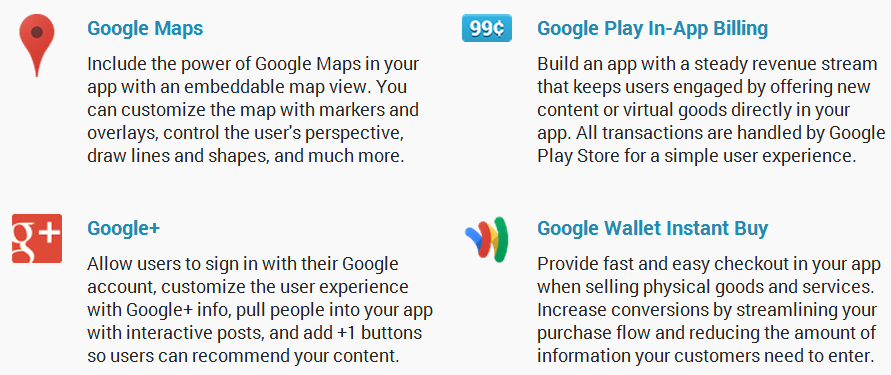 Google Maps
Include the power of Google Maps in your
app with an embeddable map view. You
can customize the map with markers and
overlays, control the user's perspective,
draw lines and shapes, and much more.
99¢
Google Play In-App Billing
Build an app with a steady revenue stream
that keeps users engaged by offering new
content or virtual goods directly in your
app. All transactions are handled by Google
Play Store for a simple user experience.
g+
Google+
Allow users to sign in with their Google
account, customize the user experience
with Google+ info, pull people into your app
with interactive posts, and add +1 buttons
so users can recommend your content.
Google Wallet Instant Buy
Provide fast and easy checkout in your app
when selling physical goods and services.
Increase conversions by streamlining your
purchase flow and reducing the amount of
information your customers need to enter.